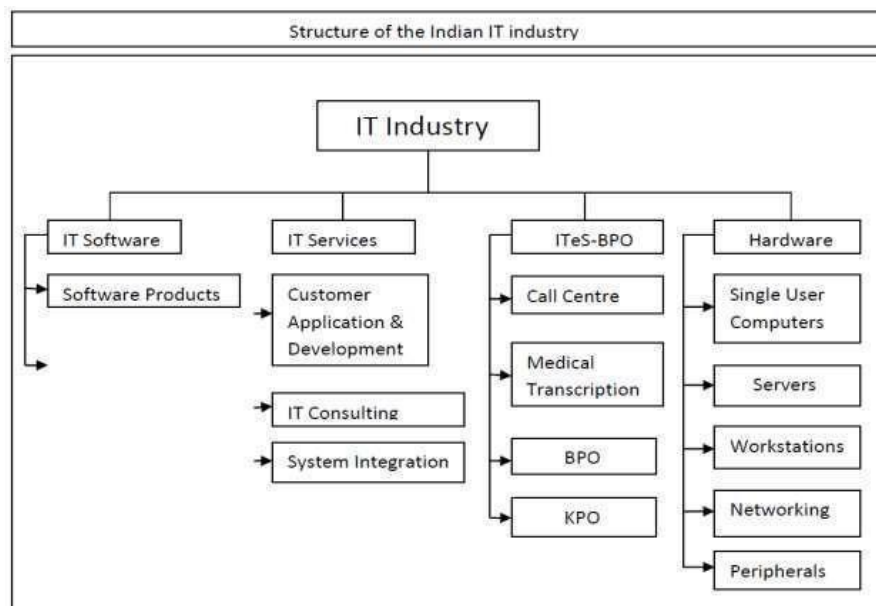 Structure of the Indian IT industry
IT Industry
IT Software
Software Products
IT Services
Customer
Application &
Development
IT Consulting
System Integration
ITeS-BPO
Call Centre
Medical
Transcription
BPO
KPO
Hardware
Single User
Computers
Servers
Workstations
Networking
Peripherals